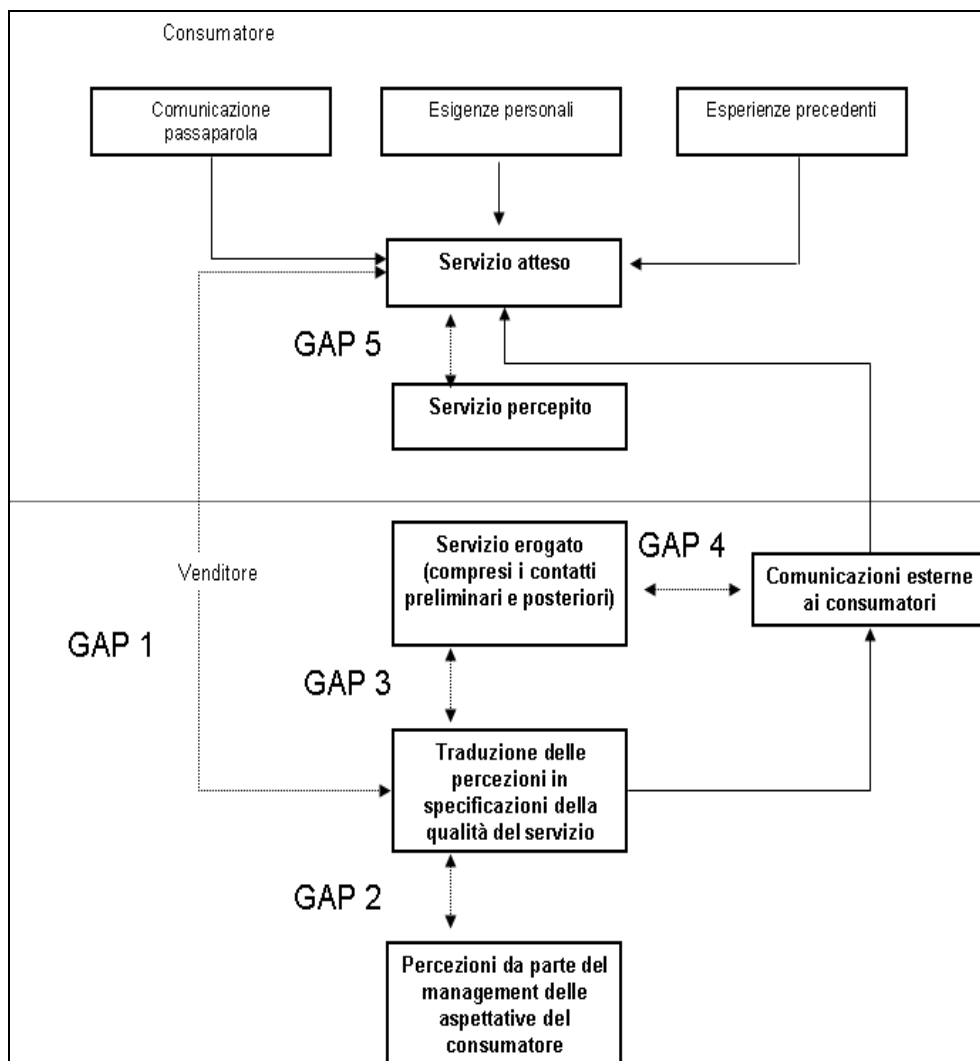 Consumatore
Comunicazione
passaparola
Esigenze personali
Esperienze precedenti
Servizio atteso
GAP 5
Servizio percepito
Servizio erogato
(compresi i contatti
preliminari e posteriori)
GAP 4
Comunicazioni esterne
ai consumatori
Venditore
GAP 1
GAP 3
Traduzione delle
percezioni in
specificazioni della
qualità del servizio
GAP 2
Percezioni da parte del
management delle
aspettative del
consumatore